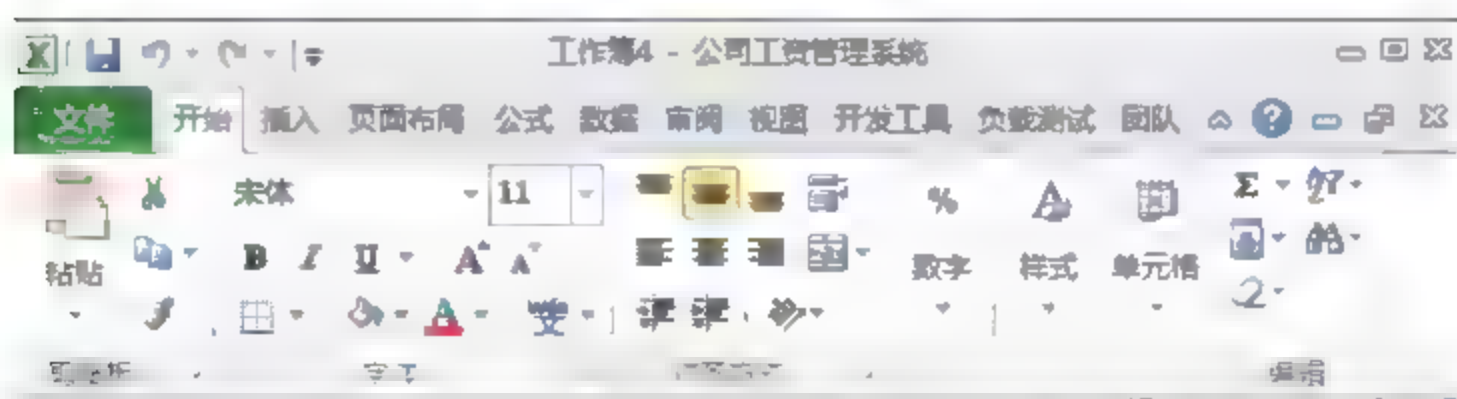 工作簿4 - 公司工资管理系统
文件 开始 插入 页面布局 公式 数据 审阅 视图 开发工具 负载测试 团队
宋体 11
B I U A A
粘贴 数字 样式 单元格
编辑